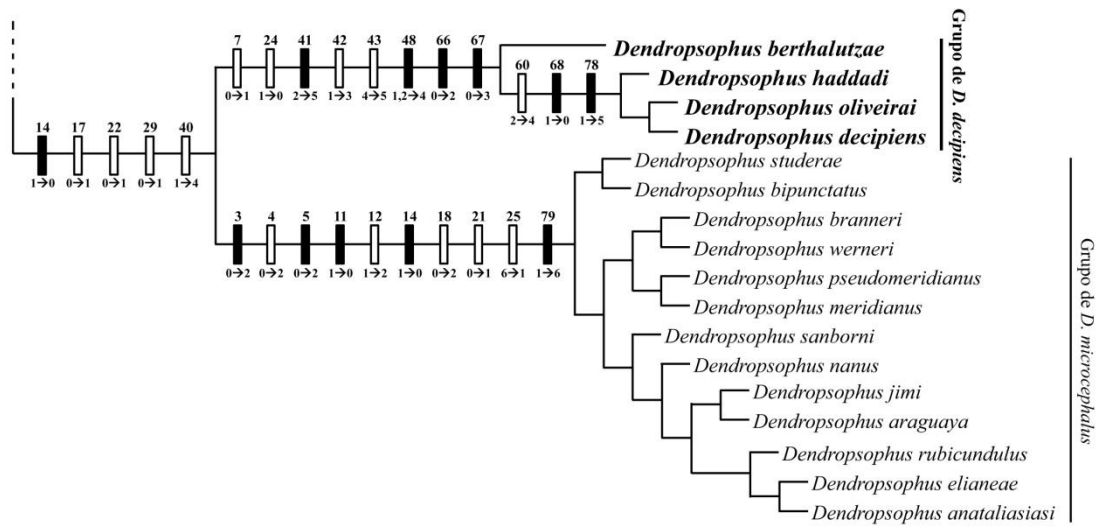 7 24 41 42 43 48 66 67
0→1 1→0 2→5 1→3 4→5 1,2→4 0→2 0→3
60 68 78
2→4 1→0 1→5
Dendropsophus berthalutzae
Dendropsophus haddadi
Dendropsophus oliveirai
Dendropsophus decipiens
Grupo de D. decipiens
14 17 22 29 40
1→0 0→1 0→1 0→1 1→4
3 4 5 11 12 14 18 21 25 79
0→2 0→2 0→2 1→0 1→2 1→0 0→2 0→1 6→1 1→6
Dendropsophus studerae
Dendropsophus bipunctatus
Dendropsophus branneri
Dendropsophus werneri
Dendropsophus pseudomeridianus
Dendropsophus meridianus
Dendropsophus sanborni
Dendropsophus nanus
Dendropsophus jimi
Dendropsophus araguaya
Dendropsophus rubicundulus
Dendropsophus elianeae
Dendropsophus anataliasiasi
Grupo de D. microcephalus